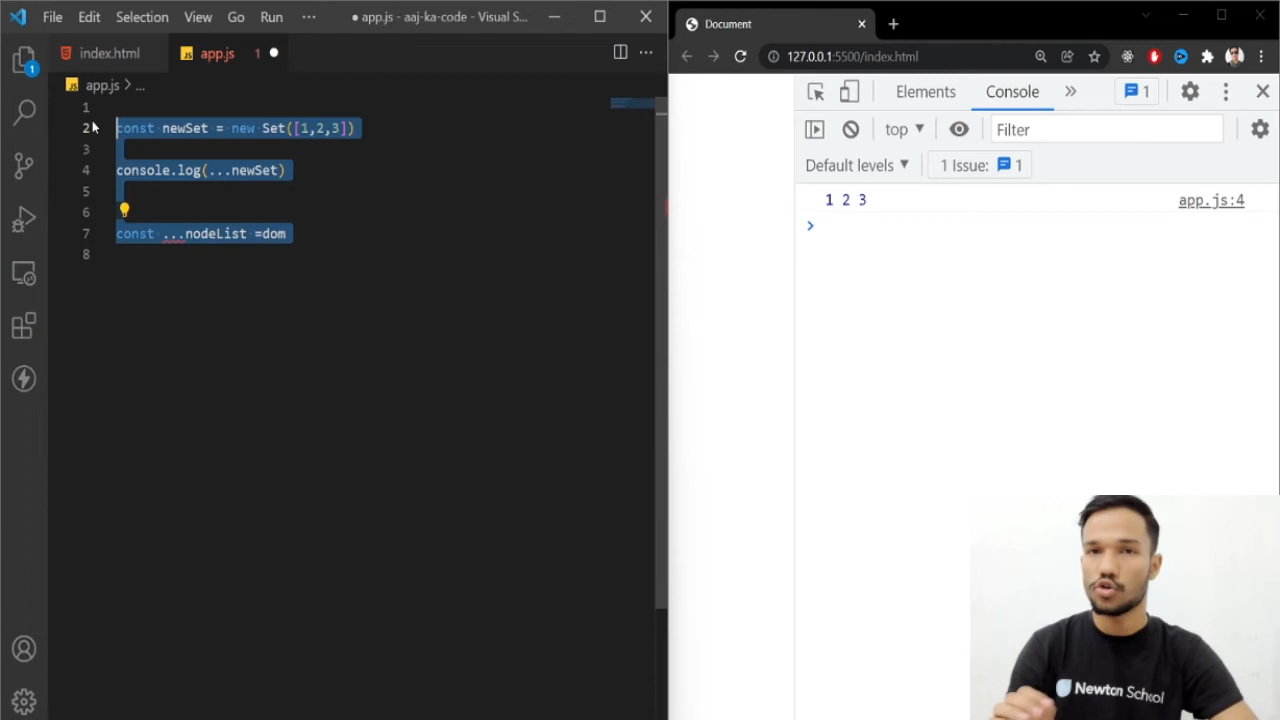 File Edit Selection View Go Run ··· ● app.js - aaj-ka-code - Visual S...
index.html app.js 1 ●
app.js > ...
1
2 const newSet = new Set([1,2,3])
3
4 console.log(...newSet)
5
6
7 const ...nodeList =dom
8
1
Document
127.0.0.1:5500/index.html
Elements Console » 1
top ▼ Filter
Default levels ▼ 1 Issue: 1
1 2 3 app.js:4
>
Newton School